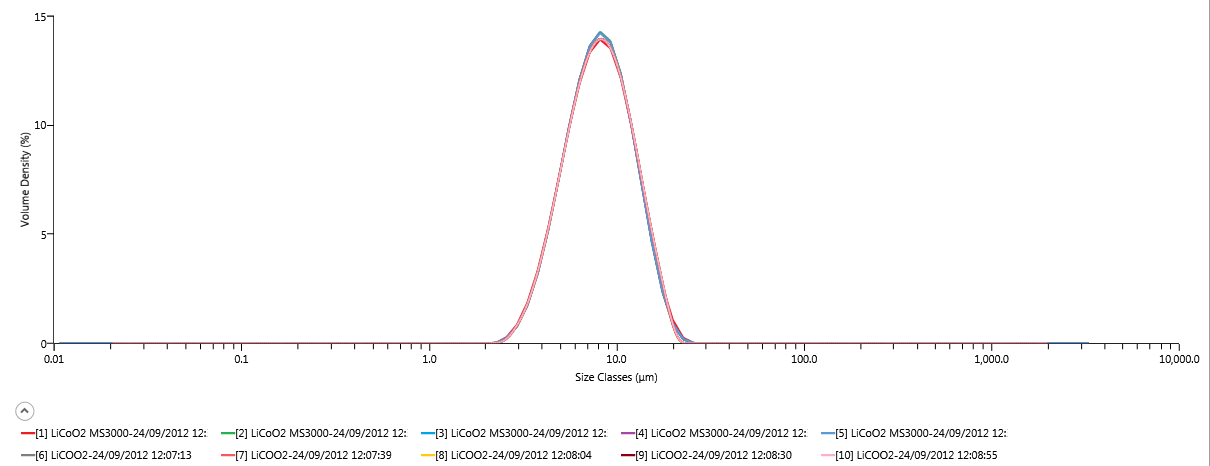 15
10
5
0
Volume Density (%)
0.01 0.1 1.0 10.0 100.0 1,000.0 10,000.0
Size Classes (µm)
[1] LiCoO2 MS3000-24/09/2012 12: [2] LiCoO2 MS3000-24/09/2012 12: [3] LiCoO2 MS3000-24/09/2012 12: [4] LiCoO2 MS3000-24/09/2012 12: [5] LiCoO2 MS3000-24/09/2012 12:
[6] LiCOO2-24/09/2012 12:07:13 [7] LiCOO2-24/09/2012 12:07:39 [8] LiCOO2-24/09/2012 12:08:04 [9] LiCOO2-24/09/2012 12:08:30 [10] LiCOO2-24/09/2012 12:08:55